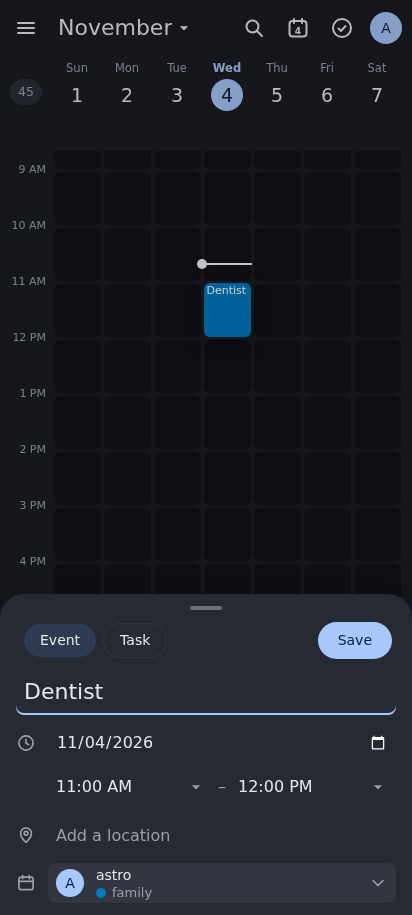 November
4
A
Sun Mon Tue Wed Thu Fri Sat
45 1 2 3 4 5 6 7
9 AM
10 AM
11 AM
Dentist
12 PM
1 PM
2 PM
3 PM
4 PM
Event Task Save
Dentist
11/04/2026
11:00 AM – 12:00 PM
Add a location
A astro
family